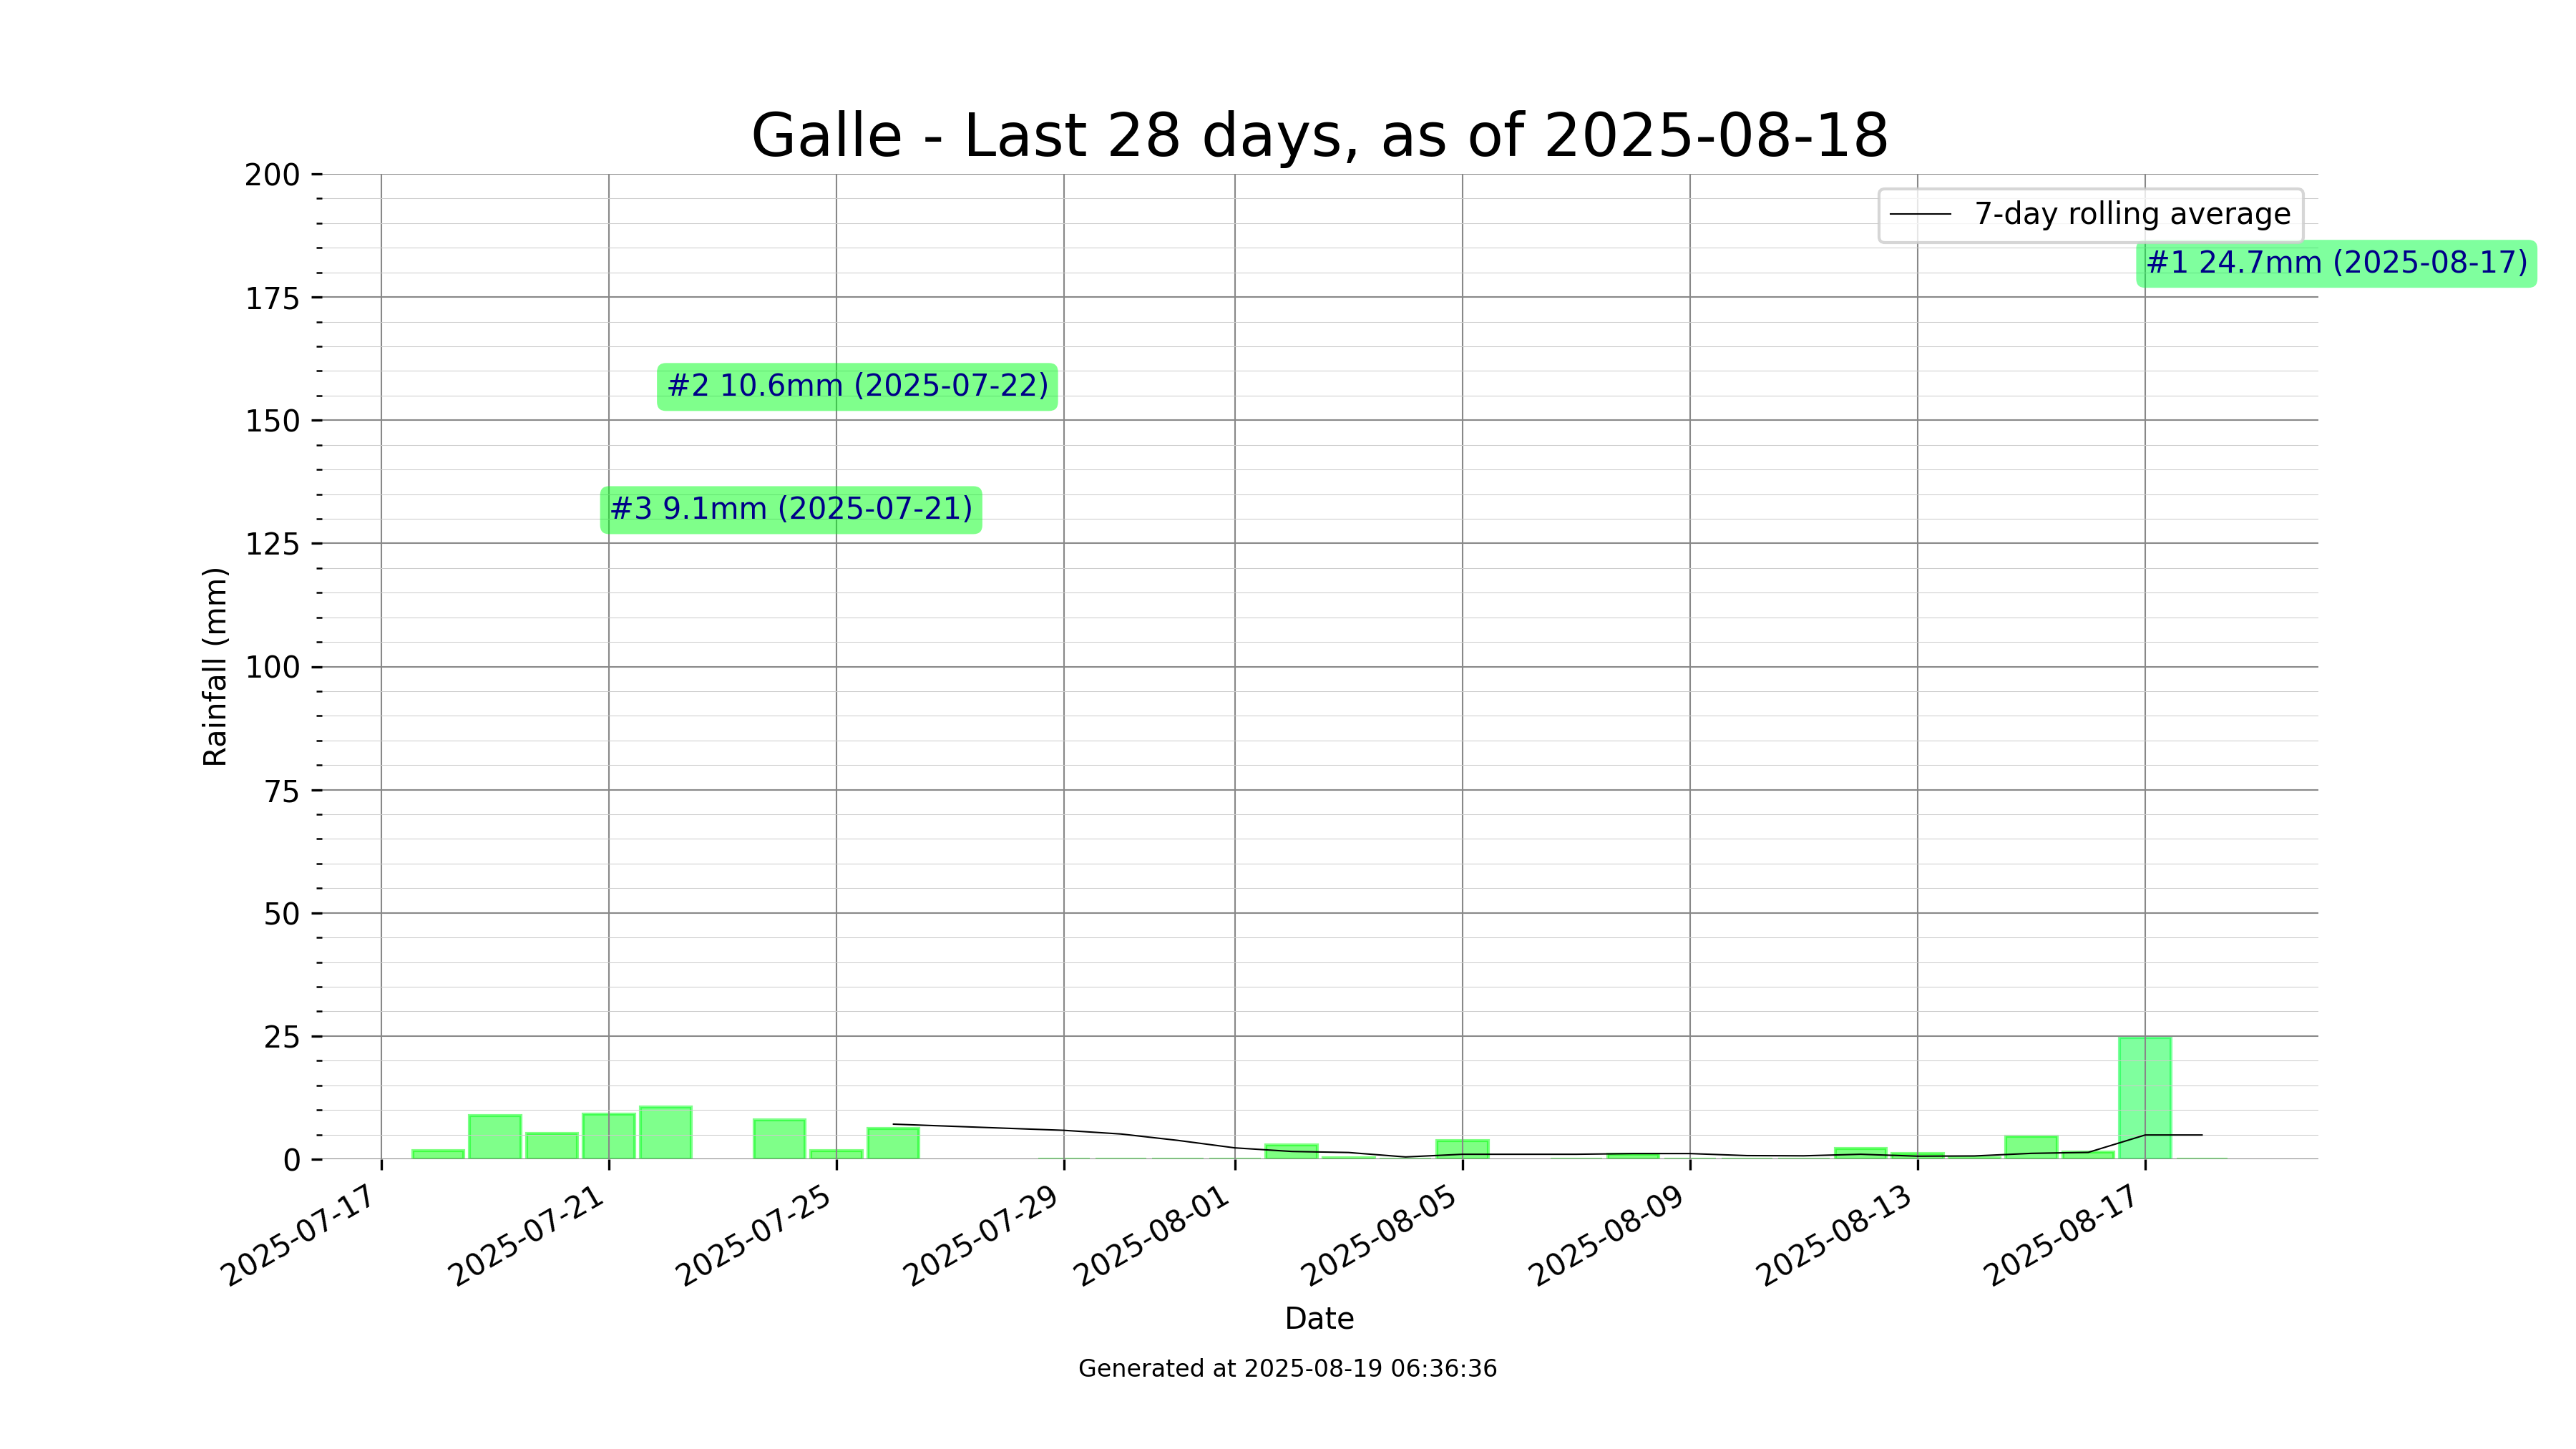 Galle - Last 28 days, as of 2025-08-18
200
175
150
125
100
75
50
25
0
Rainfall (mm)
7-day rolling average
#1 24.7mm (2025-08-17)
#2 10.6mm (2025-07-22)
#3 9.1mm (2025-07-21)
2025-07-17
2025-07-21
2025-07-25
2025-07-29
2025-08-01
2025-08-05
2025-08-09
2025-08-13
2025-08-17
Date
Generated at 2025-08-19 06:36:36